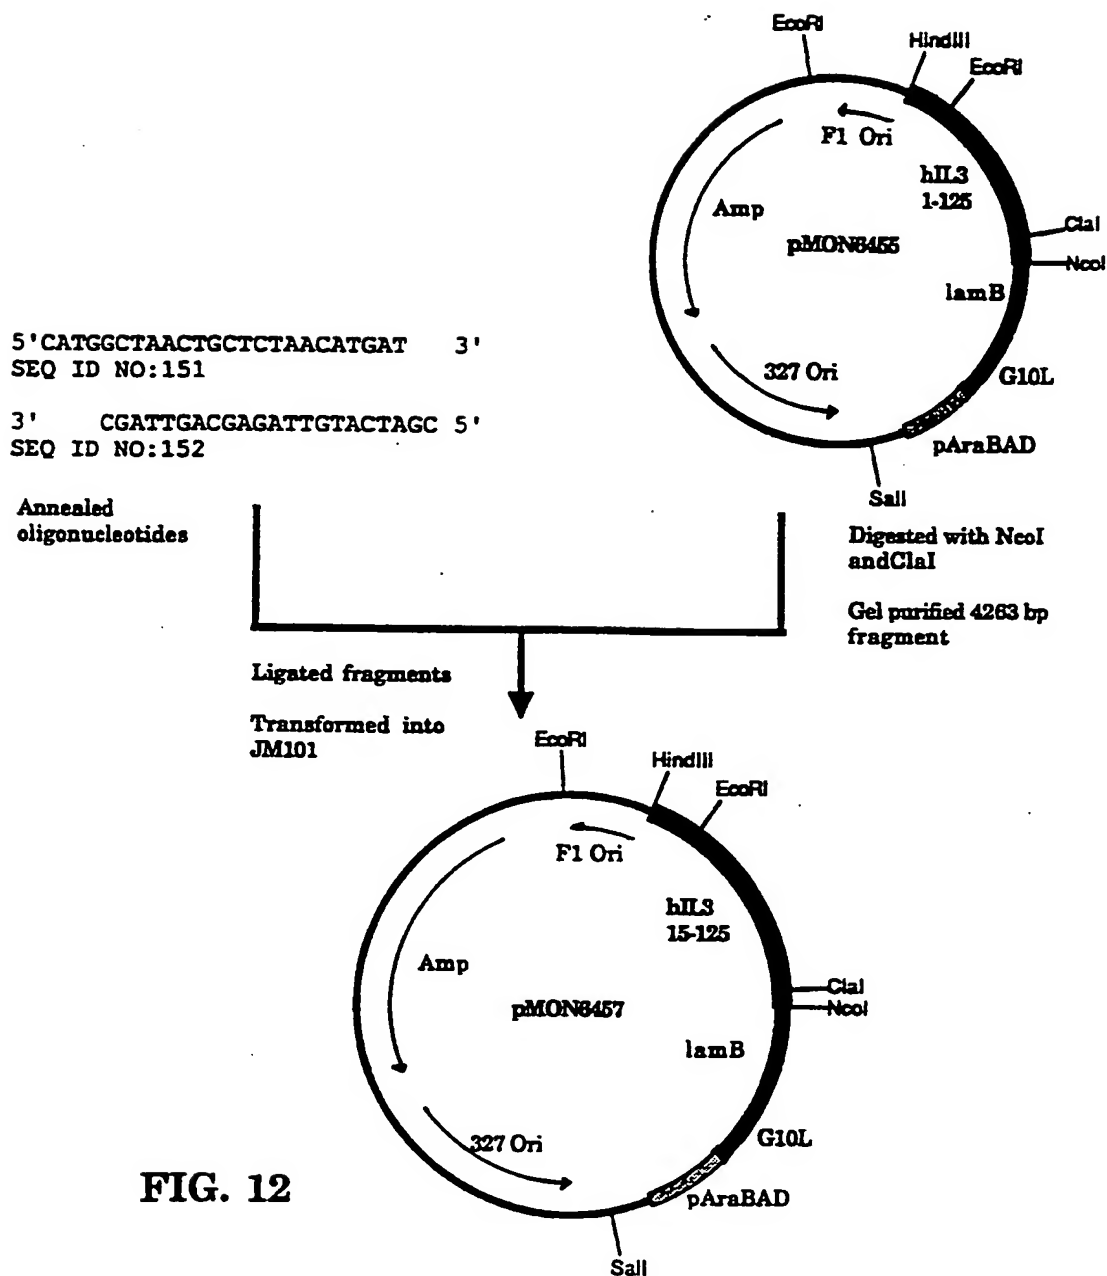 EcoRI
HindIII
EcoRI
F1 Ori
hIL3
1-125
Amp
pMON6455
ClaI
NcoI
lamB
5'CATGGCTAACTGCTCTAACATGAT 3'
SEQ ID NO:151
327 Ori
G10L
3' CGATTGACGAGATTGTACTAGC 5'
SEQ ID NO:152
pAraBAD
SalI
Annealed
oligonucleotides
Digested with NcoI
andClaI
Gel purified 4263 bp
fragment
Ligated fragments
Transformed into
JM101
EcoRI
HindIII
EcoRI
F1 Ori
hIL3
15-125
Amp
ClaI
NcoI
pMON6457
lamB
327 Ori
G10L
FIG. 12
pAraBAD
SalI